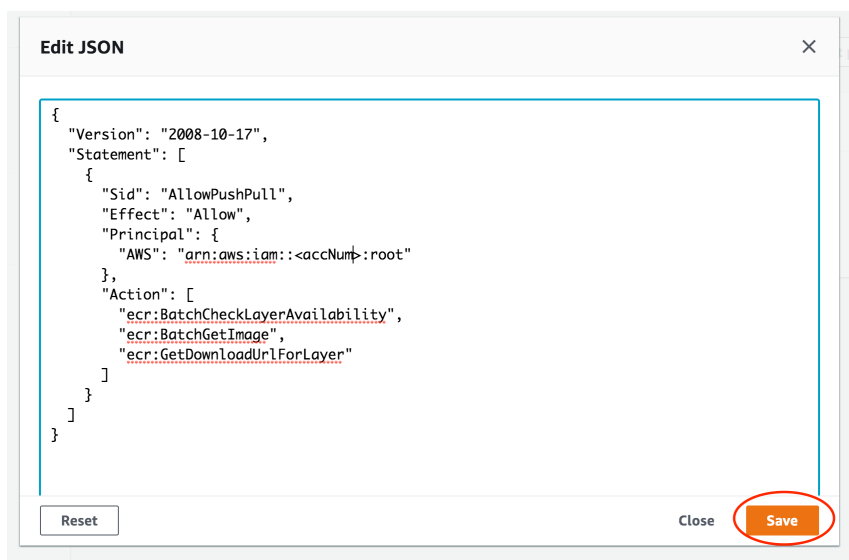 Edit JSON
{
  "Version": "2008-10-17",
  "Statement": [
    {
      "Sid": "AllowPushPull",
      "Effect": "Allow",
      "Principal": {
        "AWS": "arn:aws:iam::<accNum>:root"
      },
      "Action": [
        "ecr:BatchCheckLayerAvailability",
        "ecr:BatchGetImage",
        "ecr:GetDownloadUrlForLayer"
      ]
    }
  ]
}
Reset Close Save